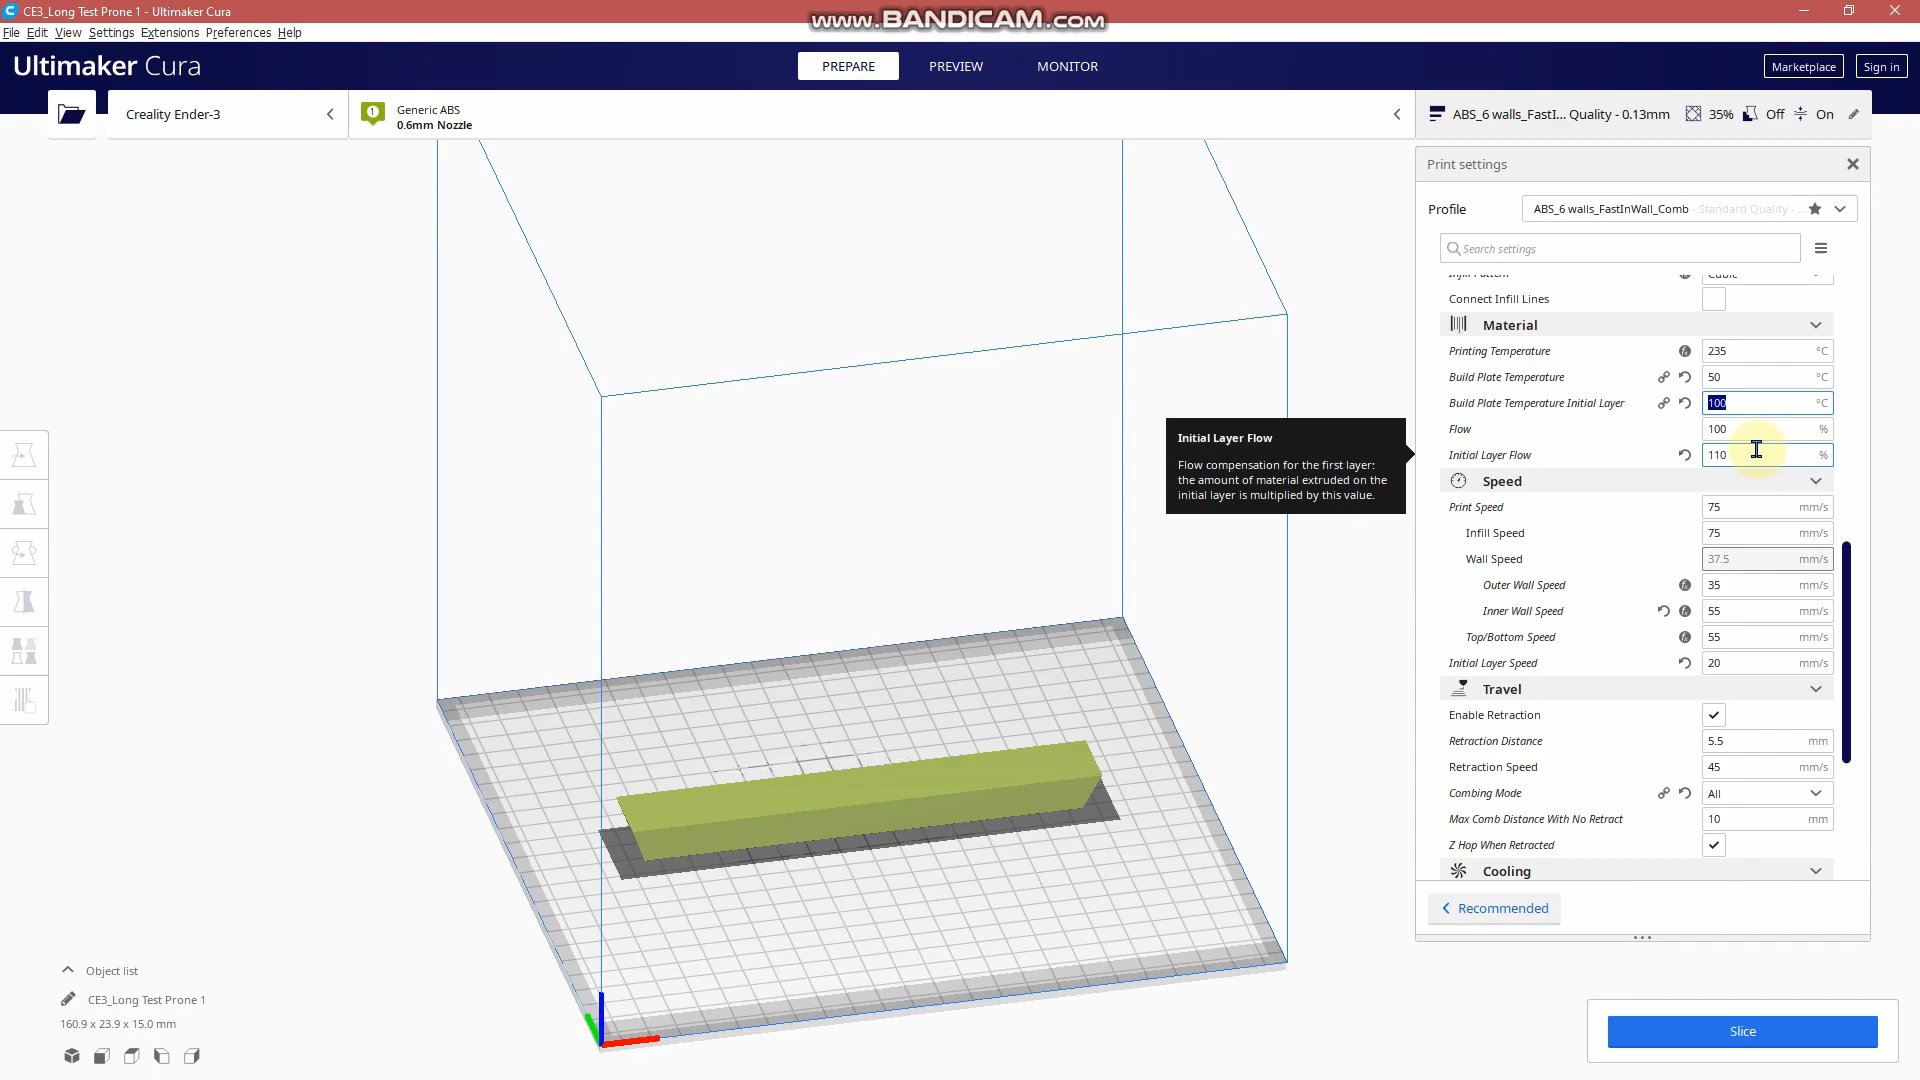 CE3_Long Test Prone 1 - Ultimaker Cura
www.BANDICAM.com
File Edit View Settings Extensions Preferences Help
Ultimaker Cura
PREPARE PREVIEW MONITOR
Marketplace Sign in
Creality Ender-3
1 Generic ABS
0.6mm Nozzle
ABS_6 walls_FastI... Quality - 0.13mm 35% Off On
Print settings
Profile ABS_6 walls_FastInWall_Comb - Standard Quality - ...
Search settings
Infill Pattern Cubic
Connect Infill Lines
Material
Printing Temperature 235 °C
Build Plate Temperature 50 °C
Build Plate Temperature Initial Layer 100 °C
Flow 100 %
Initial Layer Flow 110 %
Initial Layer Flow
Flow compensation for the first layer:
the amount of material extruded on the
initial layer is multiplied by this value.
Speed
Print Speed 75 mm/s
Infill Speed 75 mm/s
Wall Speed 37.5 mm/s
Outer Wall Speed 35 mm/s
Inner Wall Speed 55 mm/s
Top/Bottom Speed 55 mm/s
Initial Layer Speed 20 mm/s
Travel
Enable Retraction
Retraction Distance 5.5 mm
Retraction Speed 45 mm/s
Combing Mode All
Max Comb Distance With No Retract 10 mm
Z Hop When Retracted
Cooling
Recommended
Object list
CE3_Long Test Prone 1
160.9 x 23.9 x 15.0 mm
Slice